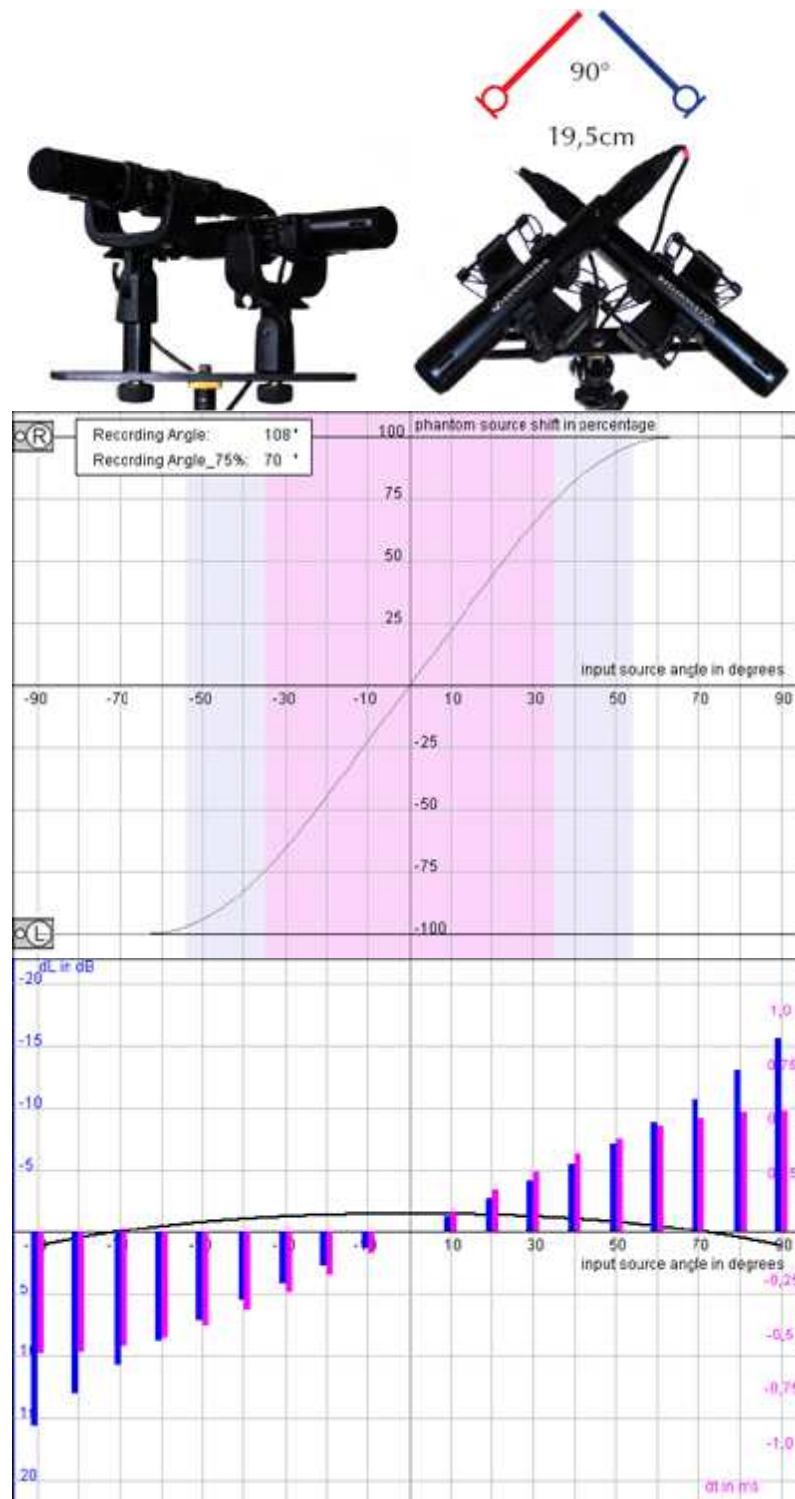 90°
19,5cm
R
Recording Angle: 108°
Recording Angle_75%: 70 °
100 phantom source shift in percentage
75
50
25
input source angle in degrees
-90 -70 -50 -30 -10 10 30 50 70 90
-25
-50
-75
L
-100
dL in dB
-20
1,0
-15
0,75
-10
-5
10 30 50 70 90
input source angle in degrees
5
-0,25
-0,5
-0,75
-1,0
20
dt in ms